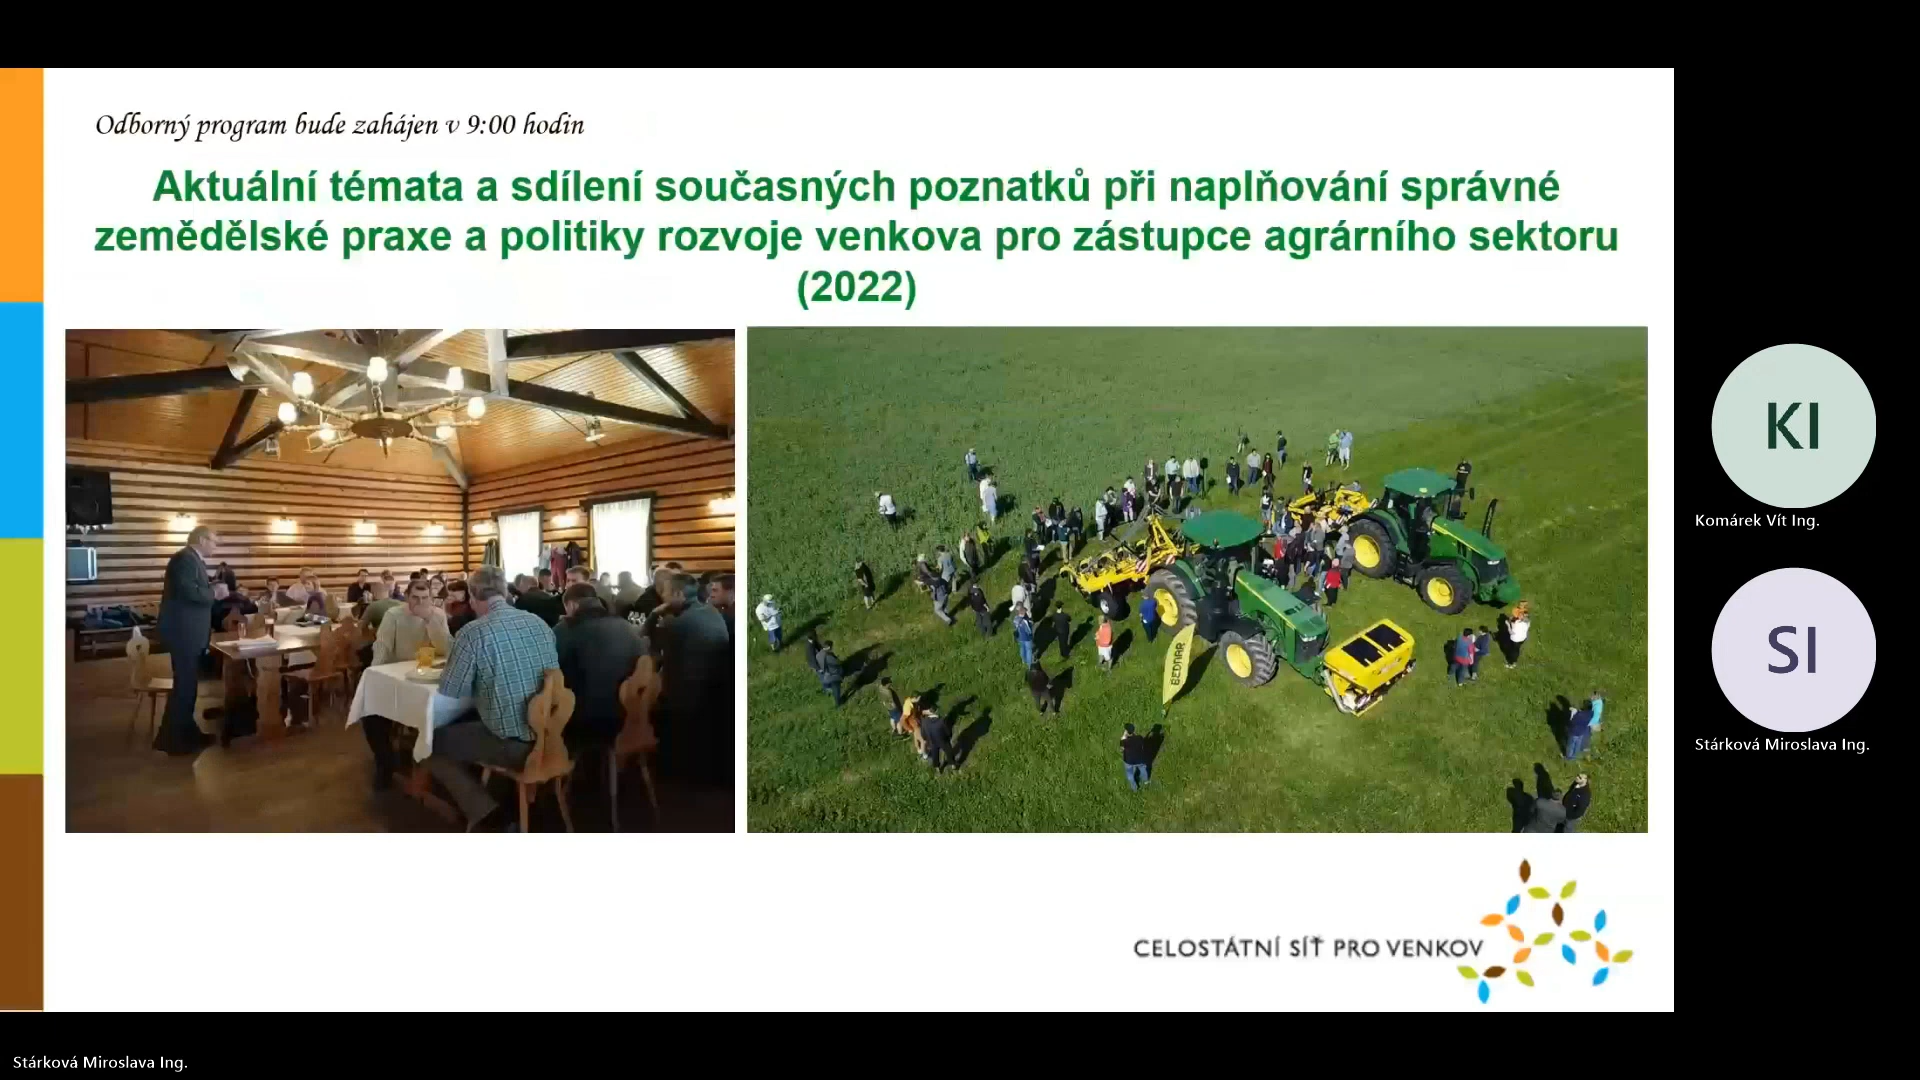 Odborný program bude zahájen v 9:00 hodin
Aktuální témata a sdílení současných poznatků při naplňování správné
zemědělské praxe a politiky rozvoje venkova pro zástupce agrárního sektoru
(2022)
BEDNAR
CELOSTÁTNÍ SÍŤ PRO VENKOV
KI
Komárek Vít Ing.
SI
Stárková Miroslava Ing.
Stárková Miroslava Ing.